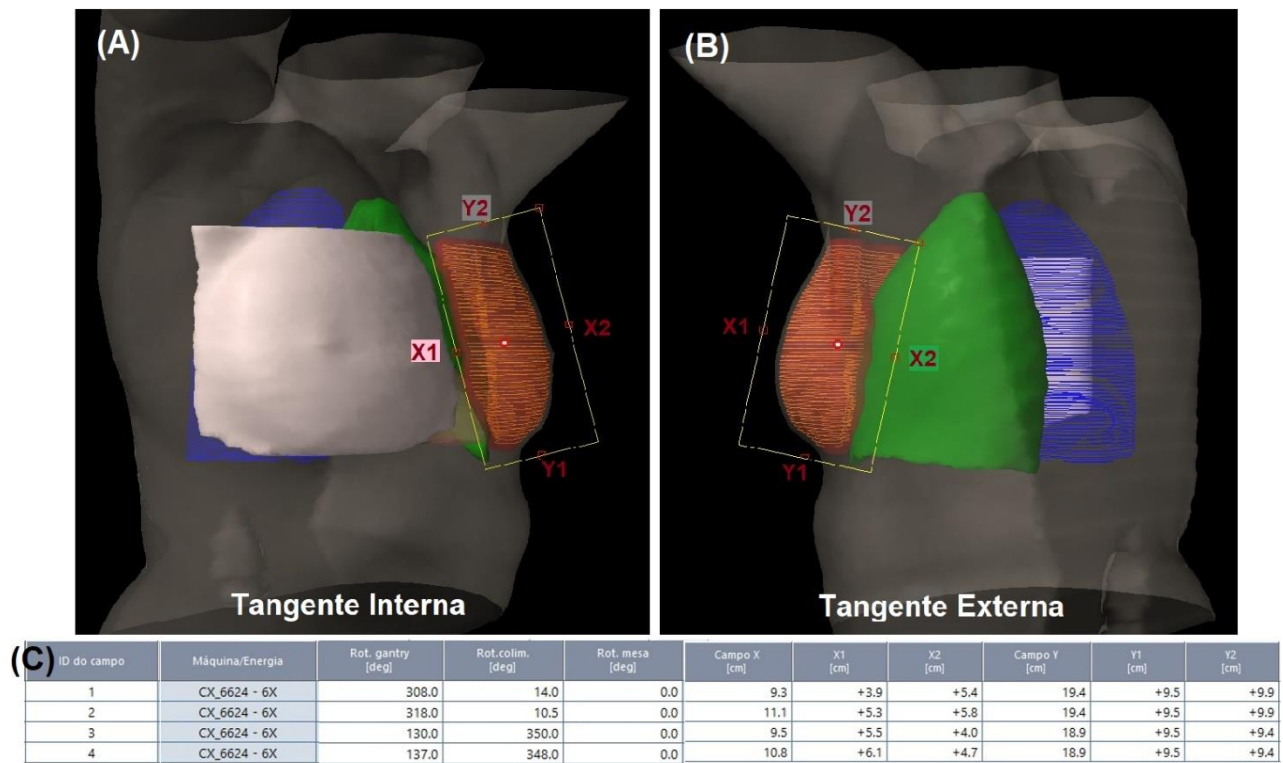 (A)
Y2
X1
X2
Y1
Tangente Interna
(B)
Y2
X1
X2
Y1
Tangente Externa
(C)
ID do campo Máquina/Energia Rot. gantry [deg] Rot.colim. [deg] Rot. mesa [deg] Campo X [cm] X1 [cm] X2 [cm] Campo Y [cm] Y1 [cm] Y2 [cm]
1 CX_6624 - 6X 308.0 14.0 0.0 9.3 +3.9 +5.4 19.4 +9.5 +9.9
2 CX_6624 - 6X 318.0 10.5 0.0 11.1 +5.3 +5.8 19.4 +9.5 +9.9
3 CX_6624 - 6X 130.0 350.0 0.0 9.5 +5.5 +4.0 18.9 +9.5 +9.4
4 CX_6624 - 6X 137.0 348.0 0.0 10.8 +6.1 +4.7 18.9 +9.5 +9.4